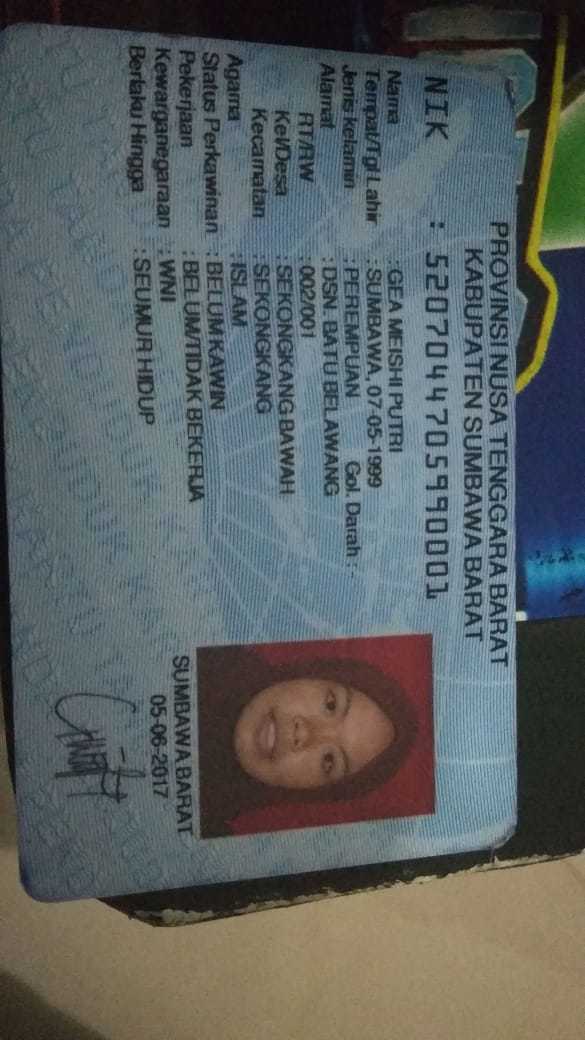 PROVINSI NUSA TENGGARA BARAT
KABUPATEN SUMBAWA BARAT
NIK : 5207044705990001
Nama : GEA MEISHI PUTRI
Tempat/Tgl Lahir : SUMBAWA, 07-05-1999
Jenis kelamin : PEREMPUAN Gol. Darah : -
Alamat : DSN. BATU BELAWANG
RT/RW : 002/001
Kel/Desa : SEKONGKANG BAWAH
Kecamatan : SEKONGKANG
Agama : ISLAM
Status Perkawinan : BELUM KAWIN
Pekerjaan : BELUM/TIDAK BEKERJA
Kewarganegaraan : WNI
Berlaku Hingga : SEUMUR HIDUP
SUMBAWA BARAT
05-06-2017